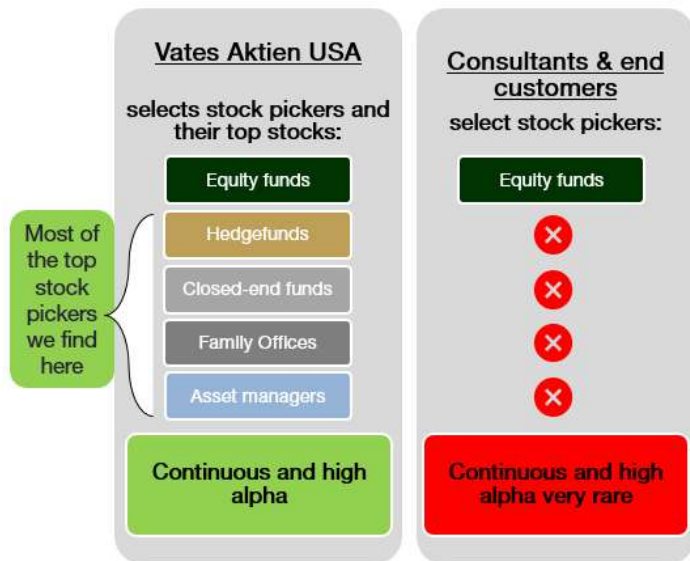 Vates Aktien USA
selects stock pickers and
their top stocks:
Equity funds
Hedgefunds
Closed-end funds
Family Offices
Asset managers
Continuous and high
alpha
Most of
the top
stock
pickers
we find
here
Consultants & end
customers
select stock pickers:
Equity funds
Continuous and high
alpha very rare